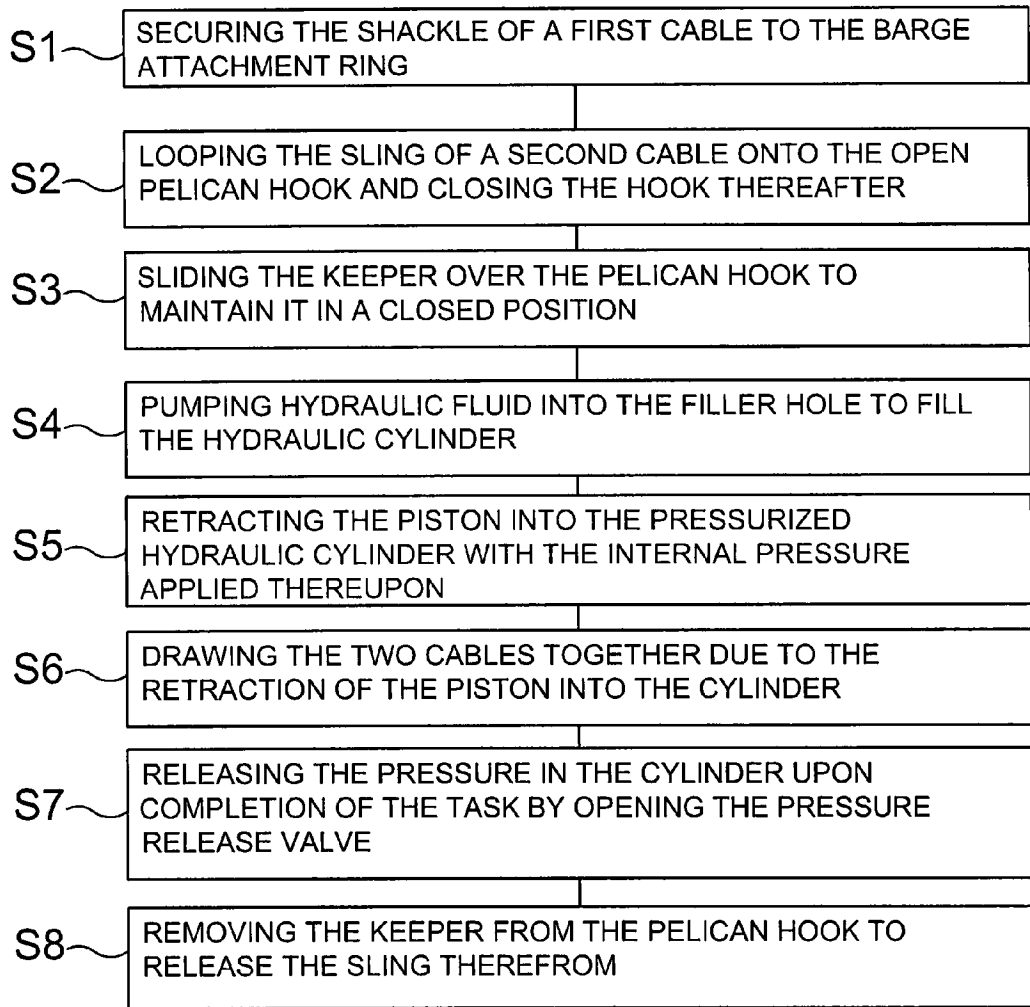 S1
SECURING THE SHACKLE OF A FIRST CABLE TO THE BARGE
ATTACHMENT RING
S2
LOOPING THE SLING OF A SECOND CABLE ONTO THE OPEN
PELICAN HOOK AND CLOSING THE HOOK THEREAFTER
S3
SLIDING THE KEEPER OVER THE PELICAN HOOK TO
MAINTAIN IT IN A CLOSED POSITION
S4
PUMPING HYDRAULIC FLUID INTO THE FILLER HOLE TO FILL
THE HYDRAULIC CYLINDER
S5
RETRACTING THE PISTON INTO THE PRESSURIZED
HYDRAULIC CYLINDER WITH THE INTERNAL PRESSURE
APPLIED THEREUPON
S6
DRAWING THE TWO CABLES TOGETHER DUE TO THE
RETRACTION OF THE PISTON INTO THE CYLINDER
S7
RELEASING THE PRESSURE IN THE CYLINDER UPON
COMPLETION OF THE TASK BY OPENING THE PRESSURE
RELEASE VALVE
S8
REMOVING THE KEEPER FROM THE PELICAN HOOK TO
RELEASE THE SLING THEREFROM